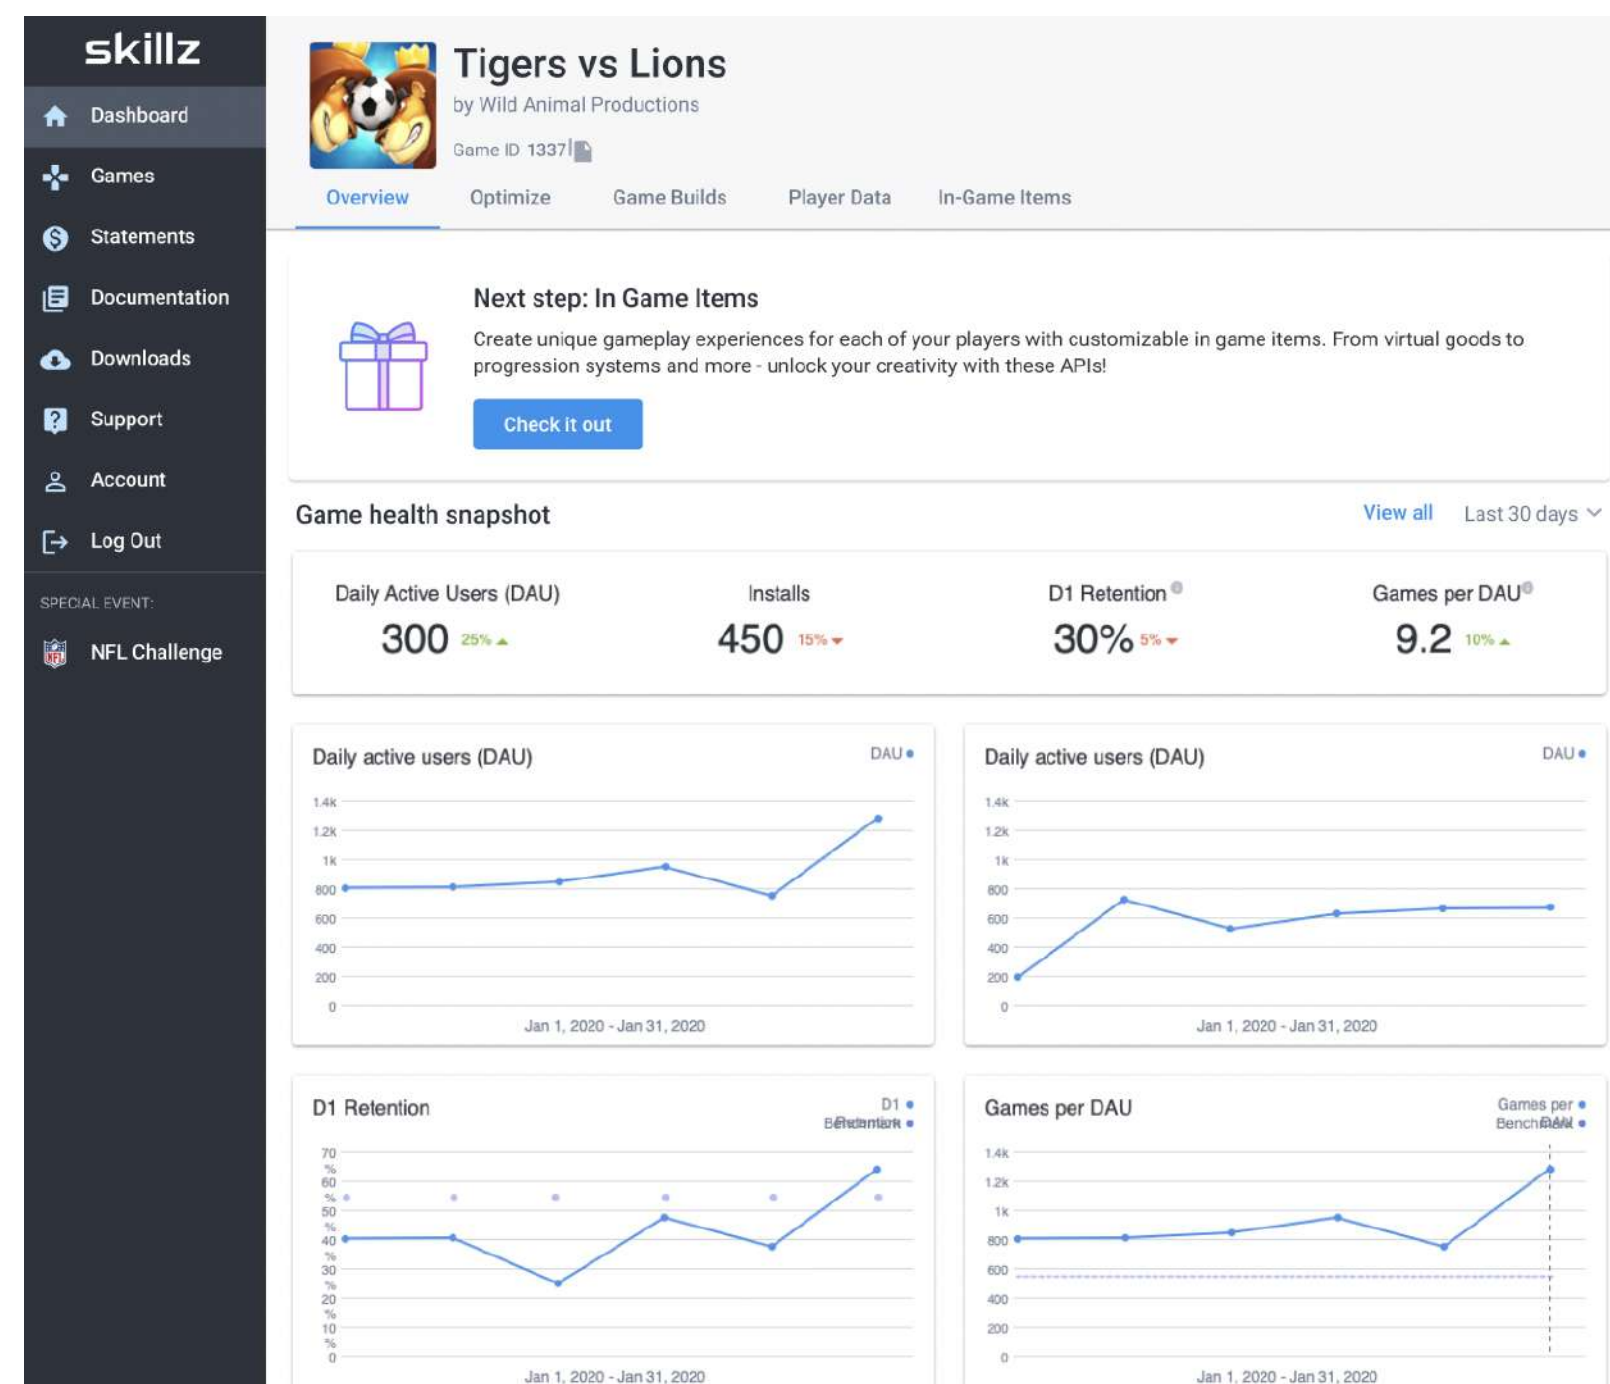 skillz
Dashboard
Games
Statements
Documentation
Downloads
Support
Account
Log Out
SPECIAL EVENT:
NFL
NFL Challenge
Tigers vs Lions
by Wild Animal Productions
Game ID 1337
Overview Optimize Game Builds Player Data In-Game Items
Next step: In Game Items
Create unique gameplay experiences for each of your players with customizable in game items. From virtual goods to
progression systems and more - unlock your creativity with these APIs!
Check it out
Game health snapshot
View all Last 30 days
Daily Active Users (DAU) Installs D1 Retention Games per DAU
300 25% 450 15% 30% 5% 9.2 10%
Daily active users (DAU) DAU
1.4k
1.2k
1k
800
600
400
200
0
Jan 1, 2020 - Jan 31, 2020
Daily active users (DAU) DAU
1.4k
1.2k
1k
800
600
400
200
0
Jan 1, 2020 - Jan 31, 2020
D1 Retention D1
Benchmark Retention
70
%
60
%
50
%
40
%
30
%
20
%
10
%
0
Jan 1, 2020 - Jan 31, 2020
Games per DAU Games per
Benchmark DAU
1.4k
1.2k
1k
800
600
400
200
0
Jan 1, 2020 - Jan 31, 2020